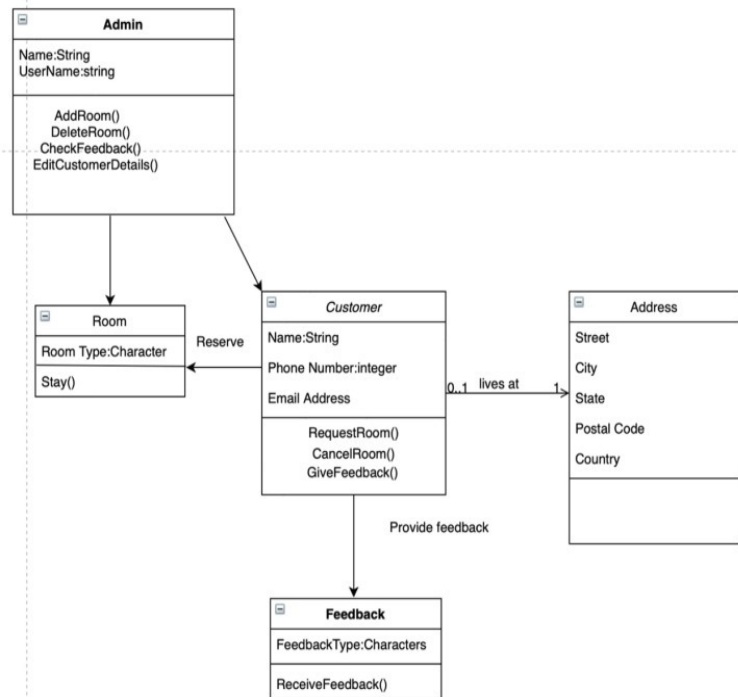 Admin
Name:String
UserName:string
AddRoom()
DeleteRoom()
CheckFeedback()
EditCustomerDetails()
Room
Room Type:Character
Stay()
Reserve
Customer
Name:String
Phone Number:integer
Email Address
RequestRoom()
CancelRoom()
GiveFeedback()
0..1 lives at 1
Address
Street
City
State
Postal Code
Country
Provide feedback
Feedback
FeedbackType:Characters
ReceiveFeedback()